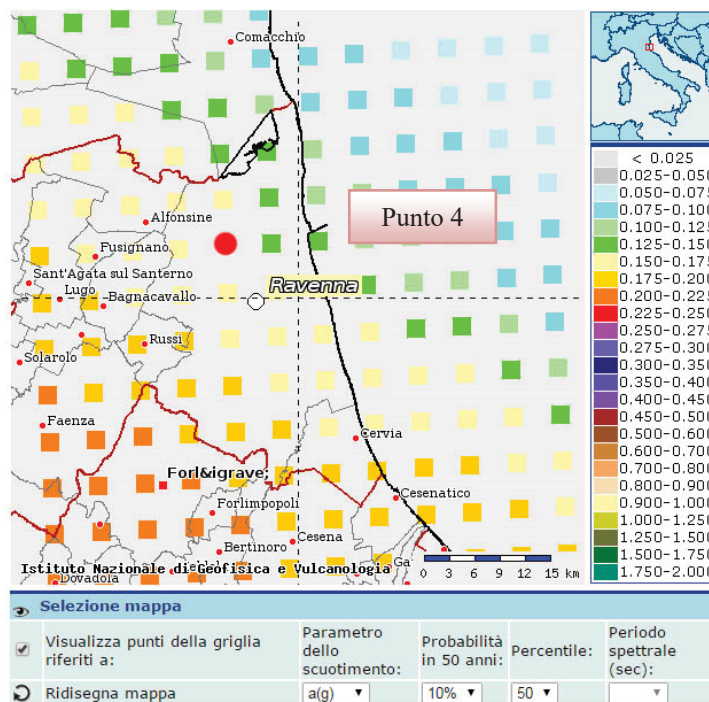 Comacchio
Alfonsine
Punto 4
Fusignano
Sant'Agata sul Santerno
Lugo
Ravenna
Bagnacavallo
Russi
Solarolo
Faenza
Cervia
Forl&igrave;
Cesenatico
Forlimpopoli
Cesena
Bertinoro
Istituto Nazionale di Geofisica e Vulcanologia
Ga
Dovadola
0 3 6 9 12 15 km
< 0.025
0.025-0.050
0.050-0.075
0.075-0.100
0.100-0.125
0.125-0.150
0.150-0.175
0.175-0.200
0.200-0.225
0.225-0.250
0.250-0.275
0.275-0.300
0.300-0.350
0.350-0.400
0.400-0.450
0.450-0.500
0.500-0.600
0.600-0.700
0.700-0.800
0.800-0.900
0.900-1.000
1.000-1.250
1.250-1.500
1.500-1.750
1.750-2.000
Selezione mappa
Visualizza punti della griglia
riferiti a:
Parametro
dello
scuotimento:
Probabilità
in 50 anni:
Percentile:
Periodo
spettrale
(sec):
Ridisegna mappa
a(g)
10%
50